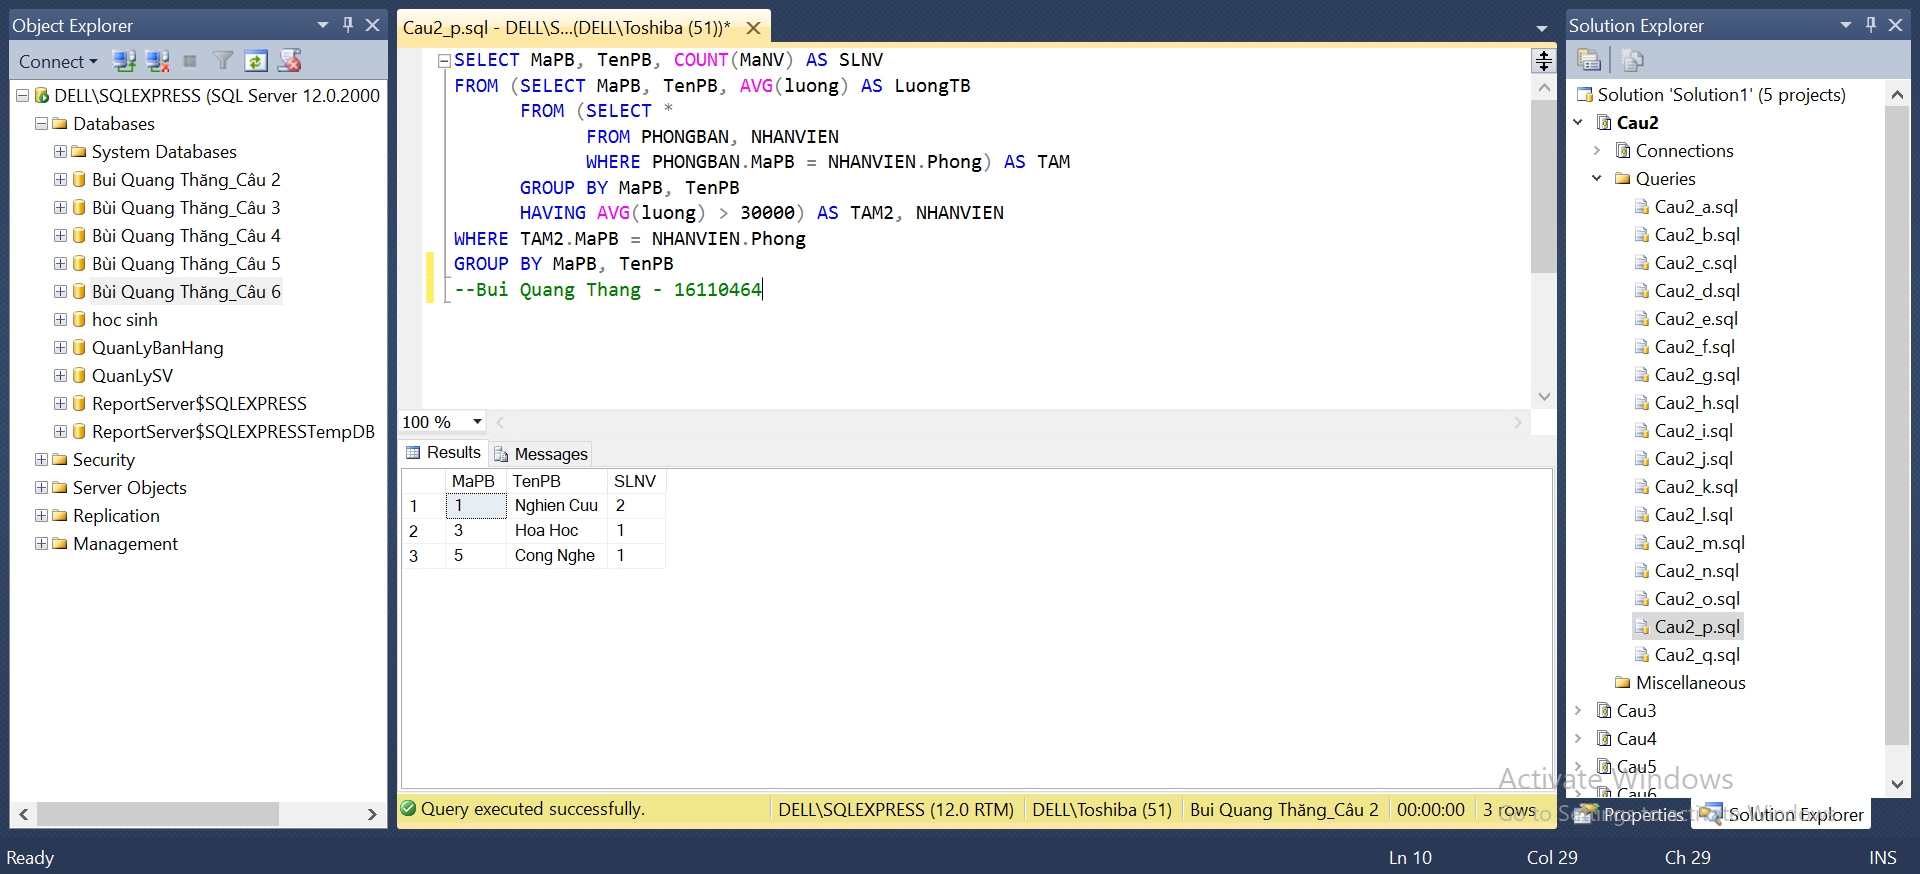 Object Explorer
Connect
DELL\SQLEXPRESS (SQL Server 12.0.2000
Databases
System Databases
Bui Quang Thăng_Câu 2
Bùi Quang Thăng_Câu 3
Bùi Quang Thăng_Câu 4
Bùi Quang Thăng_Câu 5
Bùi Quang Thăng_Câu 6
hoc sinh
QuanLyBanHang
QuanLySV
ReportServer$SQLEXPRESS
ReportServer$SQLEXPRESSTempDB
Security
Server Objects
Replication
Management
Cau2_p.sql - DELL\S...(DELL\Toshiba (51))*
SELECT MaPB, TenPB, COUNT(MaNV) AS SLNV
FROM (SELECT MaPB, TenPB, AVG(luong) AS LuongTB
FROM (SELECT *
FROM PHONGBAN, NHANVIEN
WHERE PHONGBAN.MaPB = NHANVIEN.Phong) AS TAM
GROUP BY MaPB, TenPB
HAVING AVG(luong) > 30000) AS TAM2, NHANVIEN
WHERE TAM2.MaPB = NHANVIEN.Phong
GROUP BY MaPB, TenPB
--Bui Quang Thang - 16110464
100 %
Results Messages
MaPB TenPB SLNV
1 1 Nghien Cuu 2
2 3 Hoa Hoc 1
3 5 Cong Nghe 1
Query executed successfully. DELL\SQLEXPRESS (12.0 RTM) DELL\Toshiba (51) Bui Quang Thăng_Câu 2 00:00:00 3 rows
Solution Explorer
Solution 'Solution1' (5 projects)
Cau2
Connections
Queries
Cau2_a.sql
Cau2_b.sql
Cau2_c.sql
Cau2_d.sql
Cau2_e.sql
Cau2_f.sql
Cau2_g.sql
Cau2_h.sql
Cau2_i.sql
Cau2_j.sql
Cau2_k.sql
Cau2_l.sql
Cau2_m.sql
Cau2_n.sql
Cau2_o.sql
Cau2_p.sql
Cau2_q.sql
Miscellaneous
Cau3
Cau4
Cau5
Cau6
Activate Windows
Go to Settings to activate Windows.
Properties Solution Explorer
Ready Ln 10 Col 29 Ch 29 INS